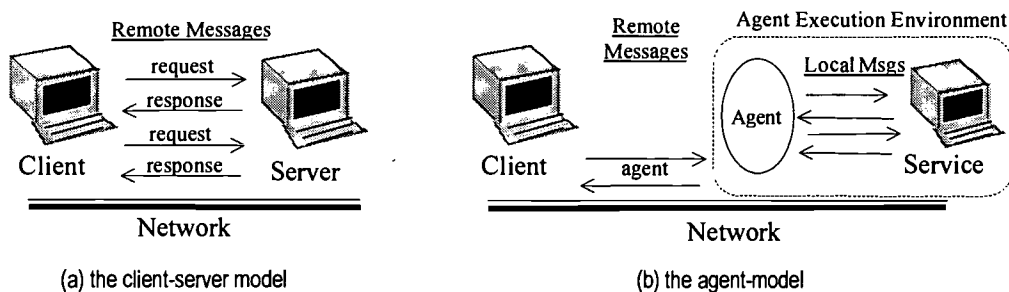 Remote Messages
request
response
request
response
Client
Server
Network
(a) the client-server model
Remote
Messages
Agent Execution Environment
Local Msgs
Agent
agent
Client
Service
Network
(b) the agent-model